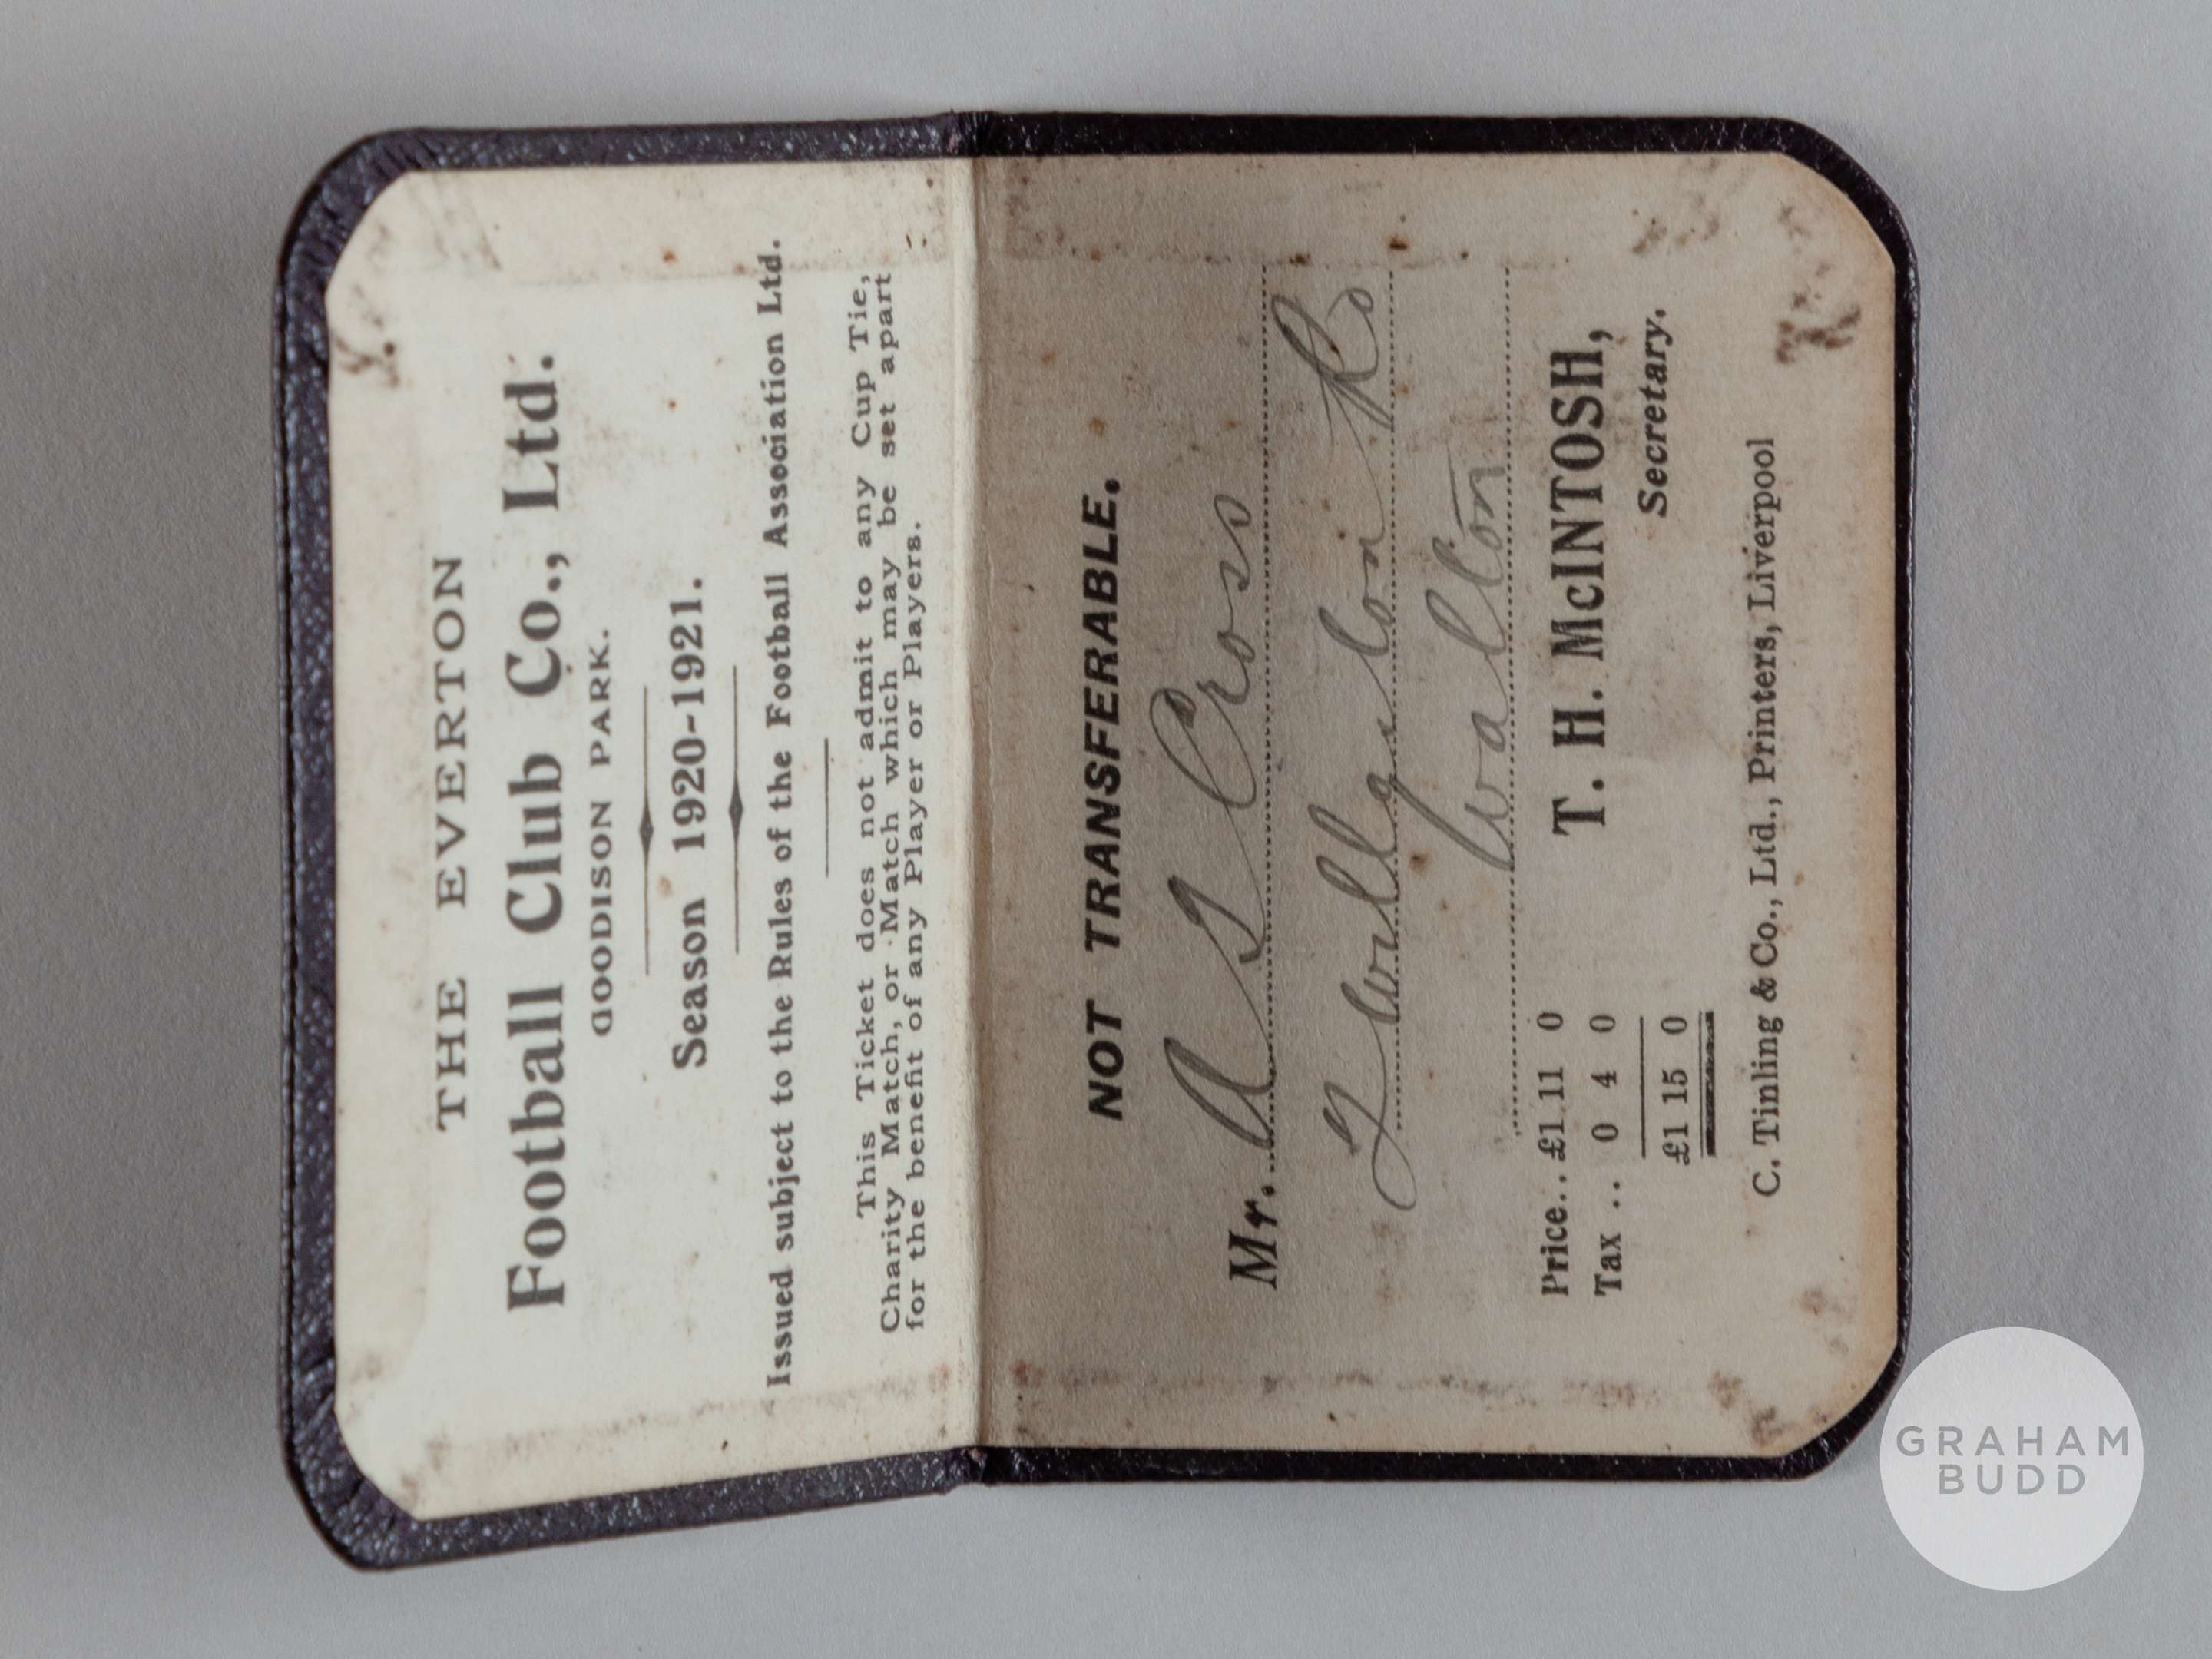 THE EVERTON
Football Club Co., Ltd.
GOODISON PARK.
Season 1920-1921.
Issued subject to the Rules of the Football Association Ltd.
This Ticket does not admit to any Cup Tie,
Charity Match, or Match which may be set apart
for the benefit of any Player or Players.
NOT TRANSFERABLE.
Mr. A S Cross
Rd
Walton
T. H. McINTOSH,
Secretary.
Price.. £1 11 0
Tax .. 0 4 0
£1 15 0
C. Tinling & Co., Ltd., Printers, Liverpool
GRAHAM
BUDD